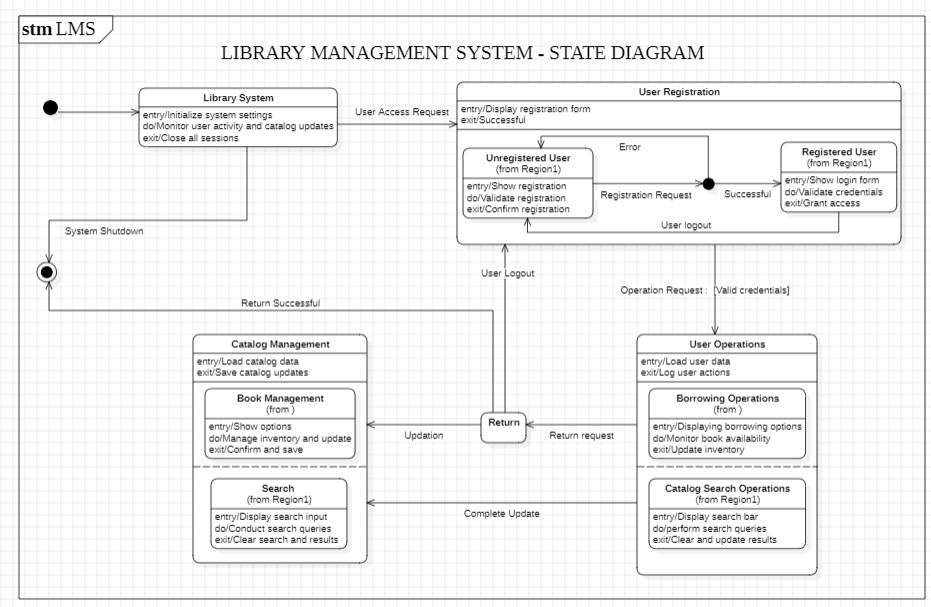 stm LMS
LIBRARY MANAGEMENT SYSTEM - STATE DIAGRAM
Library System
entry/Initialize system settings
do/Monitor user activity and catalog updates
exit/Close all sessions
User Access Request
User Registration
entry/Display registration form
exit/Successful
Unregistered User
(from Region1)
entry/Show registration
do/Validate registration
exit/Confirm registration
Error
Registration Request
Successful
Registered User
(from Region1)
entry/Show login form
do/Validate credentials
exit/Grant access
User logout
System Shutdown
User Logout
Operation Request : [Valid credentials]
Return Successful
Catalog Management
entry/Load catalog data
exit/Save catalog updates
Book Management
(from )
entry/Show options
do/Manage inventory and update
exit/Confirm and save
Search
(from Region1)
entry/Display search input
do/Conduct search queries
exit/Clear search and results
Updation
Return
Return request
Complete Update
User Operations
entry/Load user data
exit/Log user actions
Borrowing Operations
(from )
entry/Displaying borrowing options
do/Monitor book availability
exit/Update inventory
Catalog Search Operations
(from Region1)
entry/Display search bar
do/perform search queries
exit/Clear and update results